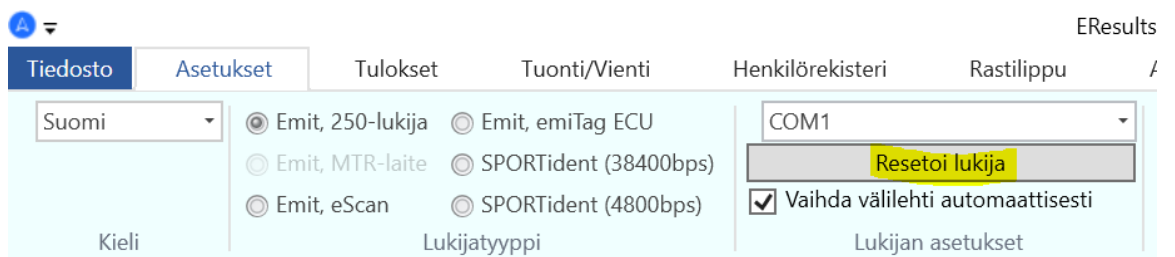 EResults
Tiedosto Asetukset Tulokset Tuonti/Vienti Henkilörekisteri Rastilippu
Suomi
Emit, 250-lukija Emit, emiTag ECU
Emit, MTR-laite SPORTident (38400bps)
Emit, eScan SPORTident (4800bps)
COM1
Resetoi lukija
Vaihda välilehti automaattisesti
Kieli Lukijatyyppi Lukijan asetukset